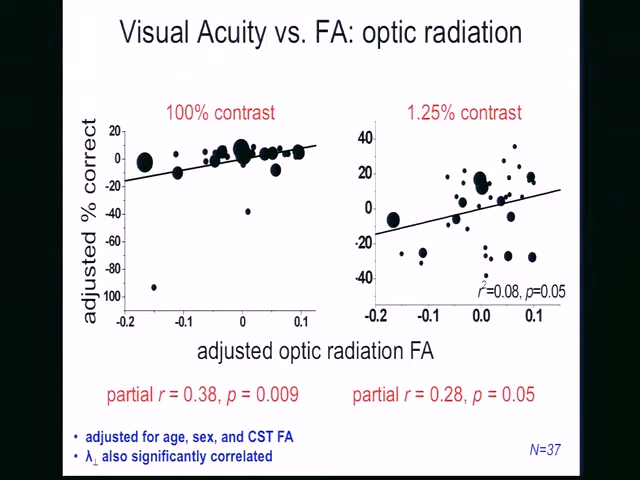 Visual Acuity vs. FA: optic radiation
100% contrast
1.25% contrast
adjusted % correct
20
0
-20
-40
-60
-80
100
-0.2
-0.1
0
0.1
40
20
0
-20
-40
r²=0.08, p=0.05
-0.2
-0.1
0.0
0.1
adjusted optic radiation FA
partial r = 0.38, p = 0.009
partial r = 0.28, p = 0.05
• adjusted for age, sex, and CST FA
• λ⊥ also significantly correlated
N=37